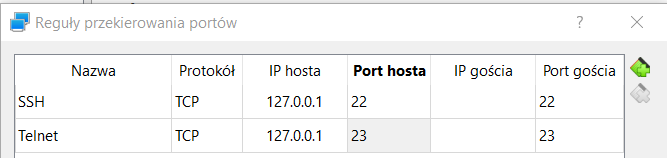 Reguły przekierowania portów
Nazwa Protokół IP hosta Port hosta IP gościa Port gościa
SSH TCP 127.0.0.1 22 22
Telnet TCP 127.0.0.1 23 23